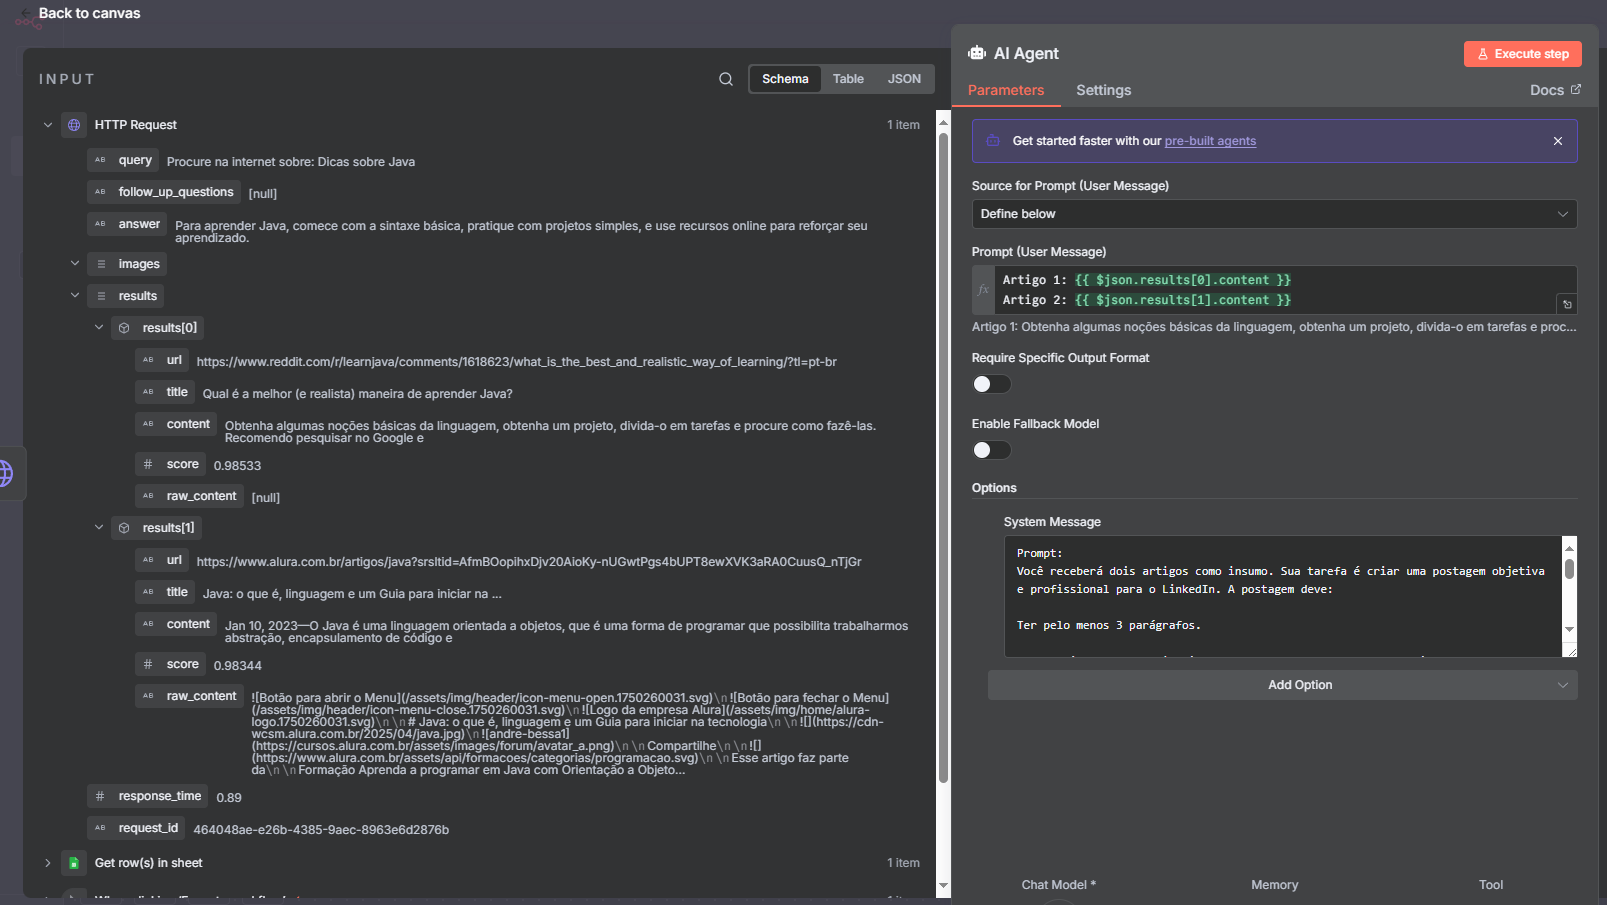 Back to canvas
INPUT
Schema
Table
JSON
HTTP Request
1 item
AB query Procure na internet sobre: Dicas sobre Java
AB follow_up_questions [null]
AB answer Para aprender Java, comece com a sintaxe básica, pratique com projetos simples, e use recursos online para reforçar seu
aprendizado.
images
results
results[0]
AB url https://www.reddit.com/r/learnjava/comments/1618623/what_is_the_best_and_realistic_way_of_learning/?tl=pt-br
AB title Qual é a melhor (e realista) maneira de aprender Java?
AB content Obtenha algumas noções básicas da linguagem, obtenha um projeto, divida-o em tarefas e procure como fazê-las.
Recomendo pesquisar no Google e
# score 0.98533
AB raw_content [null]
results[1]
AB url https://www.alura.com.br/artigos/java?srsltid=AfmBOopihxDjv20AioKy-nUGwtPgs4bUPT8ewXVK3aRA0CuusQ_nTjGr
AB title Java: o que é, linguagem e um Guia para iniciar na ...
AB content Jan 10, 2023—O Java é uma linguagem orientada a objetos, que é uma forma de programar que possibilita trabalharmos
abstração, encapsulamento de código e
# score 0.98344
AB raw_content ![Botão para abrir o Menu](/assets/img/header/icon-menu-open.1750260031.svg)\n![Botão para fechar o Menu]
(/assets/img/header/icon-menu-close.1750260031.svg)\n![Logo da empresa Alura](/assets/img/home/alura-
logo.1750260031.svg)\n\n# Java: o que é, linguagem e um Guia para iniciar na tecnologia\n\n![](https://cdn-
wcsm.alura.com.br/2025/04/java.jpg)\n![andre-bessa1]
(https://cursos.alura.com.br/assets/images/forum/avatar_a.png)\n\nCompartilhe\n\n![]
(https://www.alura.com.br/assets/api/formacoes/categorias/programacao.svg)\n\nEsse artigo faz parte
da\n\nFormação Aprenda a programar em Java com Orientação a Objeto...
# response_time 0.89
AB request_id 464048ae-e26b-4385-9aec-8963e6d2876b
Get row(s) in sheet
1 item
AI Agent
Execute step
Parameters
Settings
Docs
Get started faster with our pre-built agents
Source for Prompt (User Message)
Define below
Prompt (User Message)
fx
Artigo 1: {{ $json.results[0].content }}
Artigo 2: {{ $json.results[1].content }}
Artigo 1: Obtenha algumas noções básicas da linguagem, obtenha um projeto, divida-o em tarefas e proc...
Require Specific Output Format
Enable Fallback Model
Options
System Message
Prompt:
Você receberá dois artigos como insumo. Sua tarefa é criar uma postagem objetiva
e profissional para o LinkedIn. A postagem deve:
Ter pelo menos 3 parágrafos.
Add Option
Chat Model *
Memory
Tool